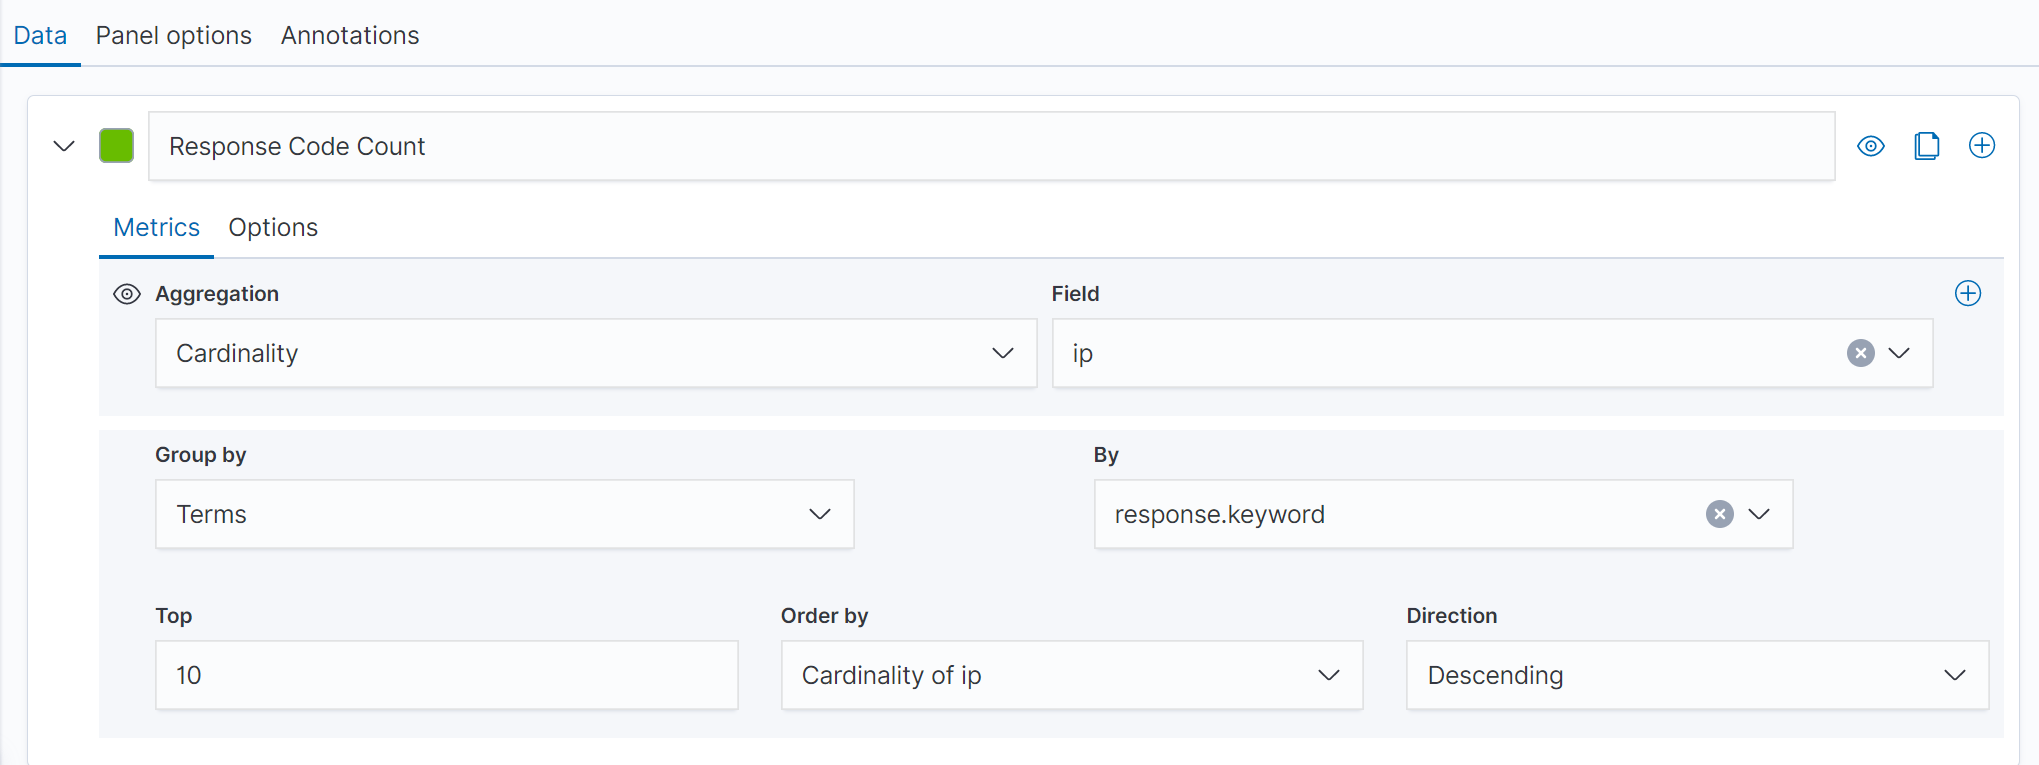 Data Panel options Annotations
Response Code Count
Metrics Options
Aggregation Field
Cardinality ip
Group by By
Terms response.keyword
Top Order by Direction
10 Cardinality of ip Descending